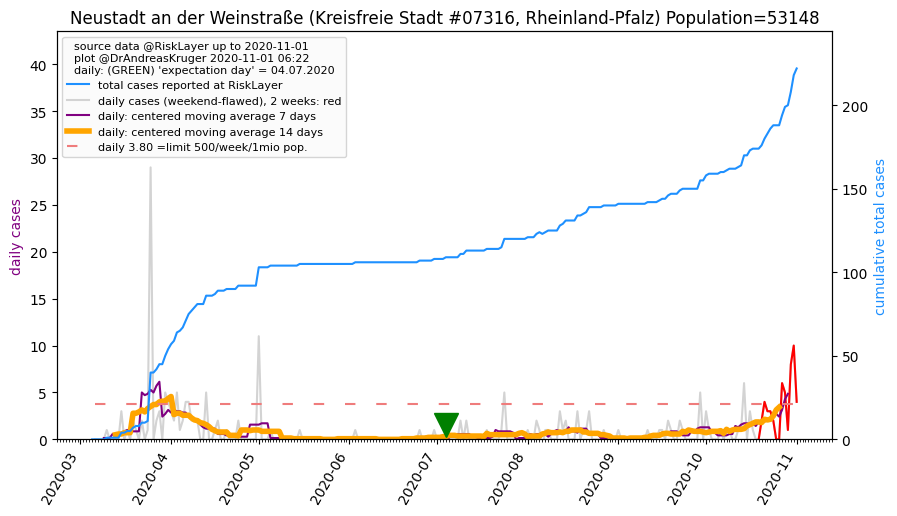 Neustadt an der Weinstraße (Kreisfreie Stadt #07316, Rheinland-Pfalz) Population=53148
source data @RiskLayer up to 2020-11-01
plot @DrAndreasKruger 2020-11-01 06:22
daily: (GREEN) 'expectation day' = 04.07.2020
total cases reported at RiskLayer
daily cases (weekend-flawed), 2 weeks: red
daily: centered moving average 7 days
daily: centered moving average 14 days
daily 3.80 =limit 500/week/1mio pop.
daily cases
40
35
30
25
20
15
10
5
0
cumulative total cases
200
150
100
50
0
2020-03
2020-04
2020-05
2020-06
2020-07
2020-08
2020-09
2020-10
2020-11